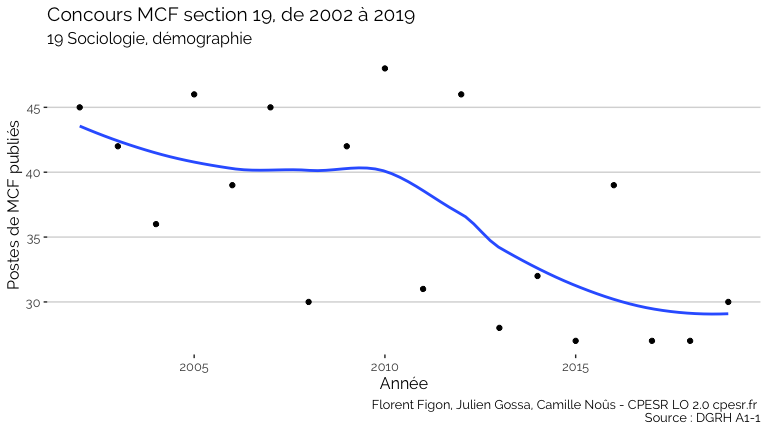 Concours MCF section 19, de 2002 à 2019
19 Sociologie, démographie
Postes de MCF publiés
45
40
35
30
2005
2010
2015
Année
Florent Figon, Julien Gossa, Camille Noûs - CPESR LO 2.0 cpesr.fr
Source : DGRH A1-1